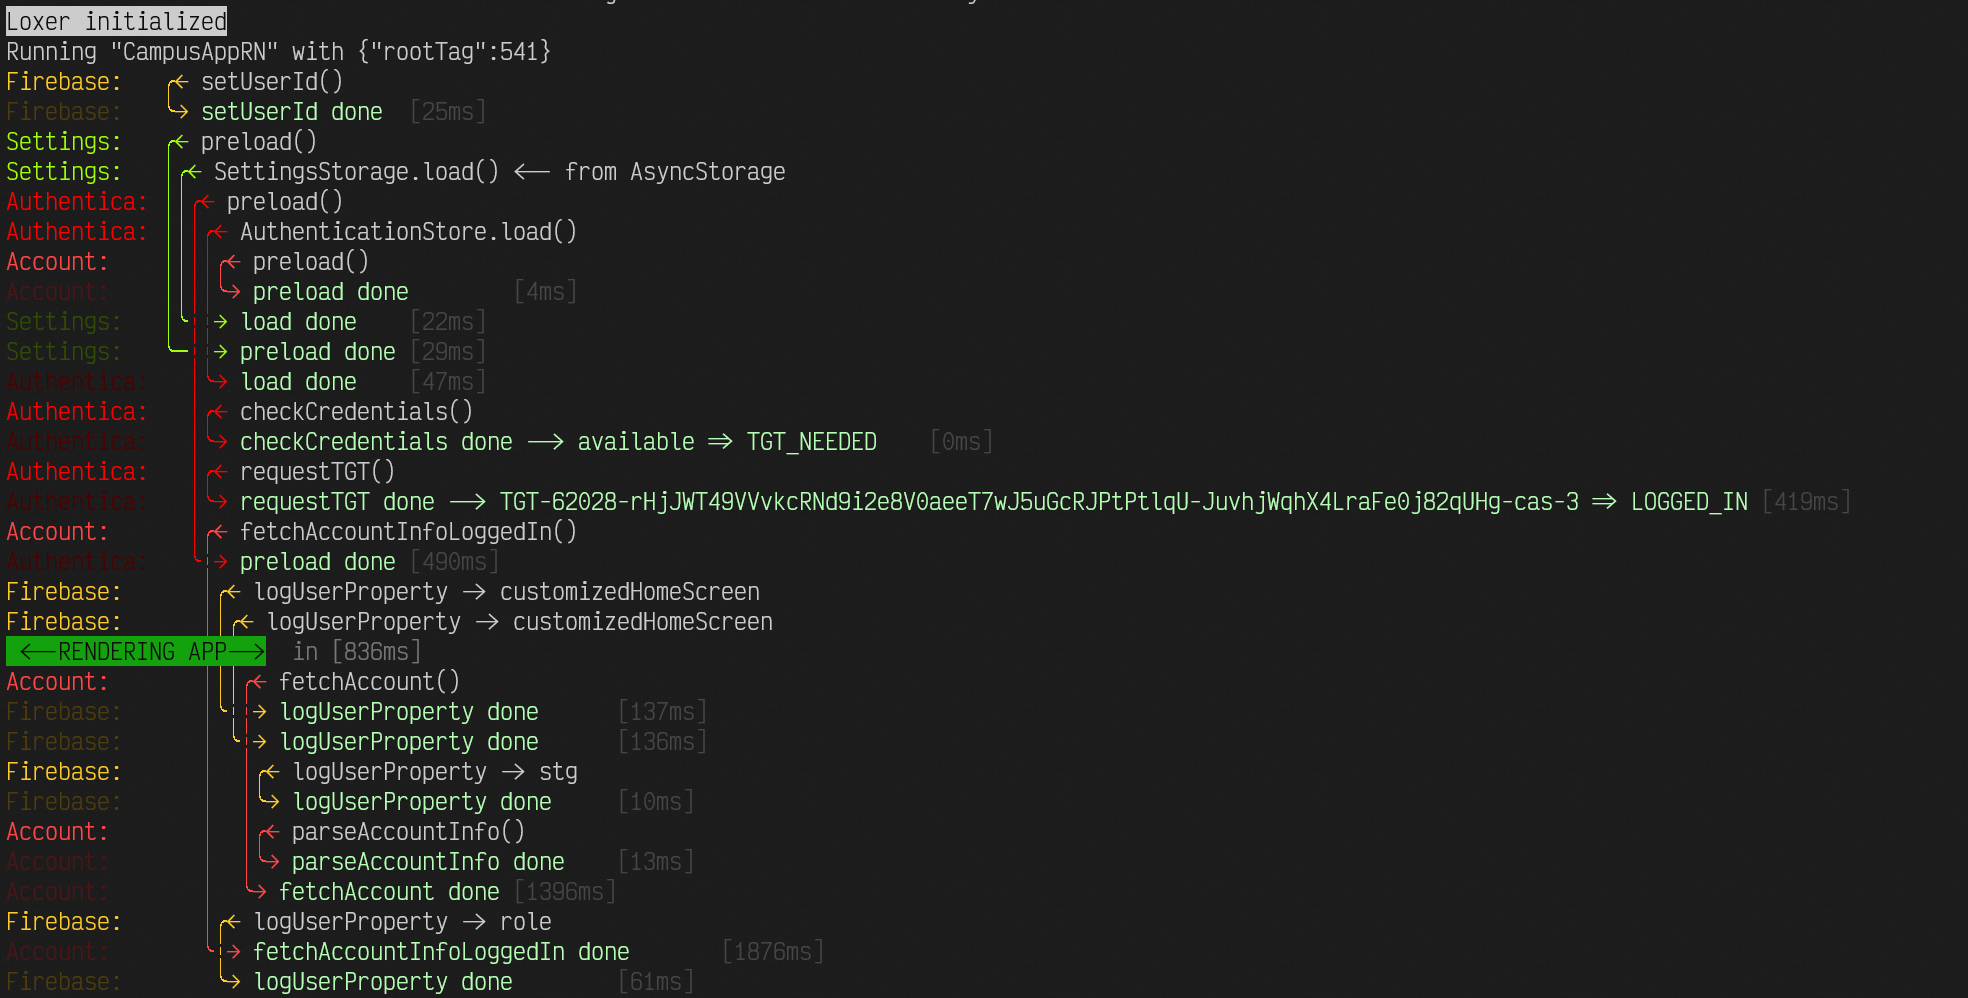 Loxer initialized
Running "CampusAppRN" with {"rootTag":541}
Firebase: setUserId()
Firebase: setUserId done [25ms]
Settings: preload()
Settings: SettingsStorage.load() <-- from AsyncStorage
Authentica: preload()
Authentica: AuthenticationStore.load()
Account: preload()
Account: preload done [4ms]
Settings: load done [22ms]
Settings: preload done [29ms]
Authentica: load done [47ms]
Authentica: checkCredentials()
Authentica: checkCredentials done --> available => TGT_NEEDED [0ms]
Authentica: requestTGT()
Authentica: requestTGT done --> TGT-62028-rHjJWT49VVvkcRNd9i2e8V0aeeT7wJ5uGcRJPtPtlqU-JuvhjWqhX4LraFe0j82qUHg-cas-3 => LOGGED_IN [419ms]
Account: fetchAccountInfoLoggedIn()
Authentica: preload done [490ms]
Firebase: logUserProperty -> customizedHomeScreen
Firebase: logUserProperty -> customizedHomeScreen
<--RENDERING APP--> in [836ms]
Account: fetchAccount()
Firebase: logUserProperty done [137ms]
Firebase: logUserProperty done [136ms]
Firebase: logUserProperty -> stg
Firebase: logUserProperty done [10ms]
Account: parseAccountInfo()
Account: parseAccountInfo done [13ms]
Account: fetchAccount done [1396ms]
Firebase: logUserProperty -> role
Account: fetchAccountInfoLoggedIn done [1876ms]
Firebase: logUserProperty done [61ms]